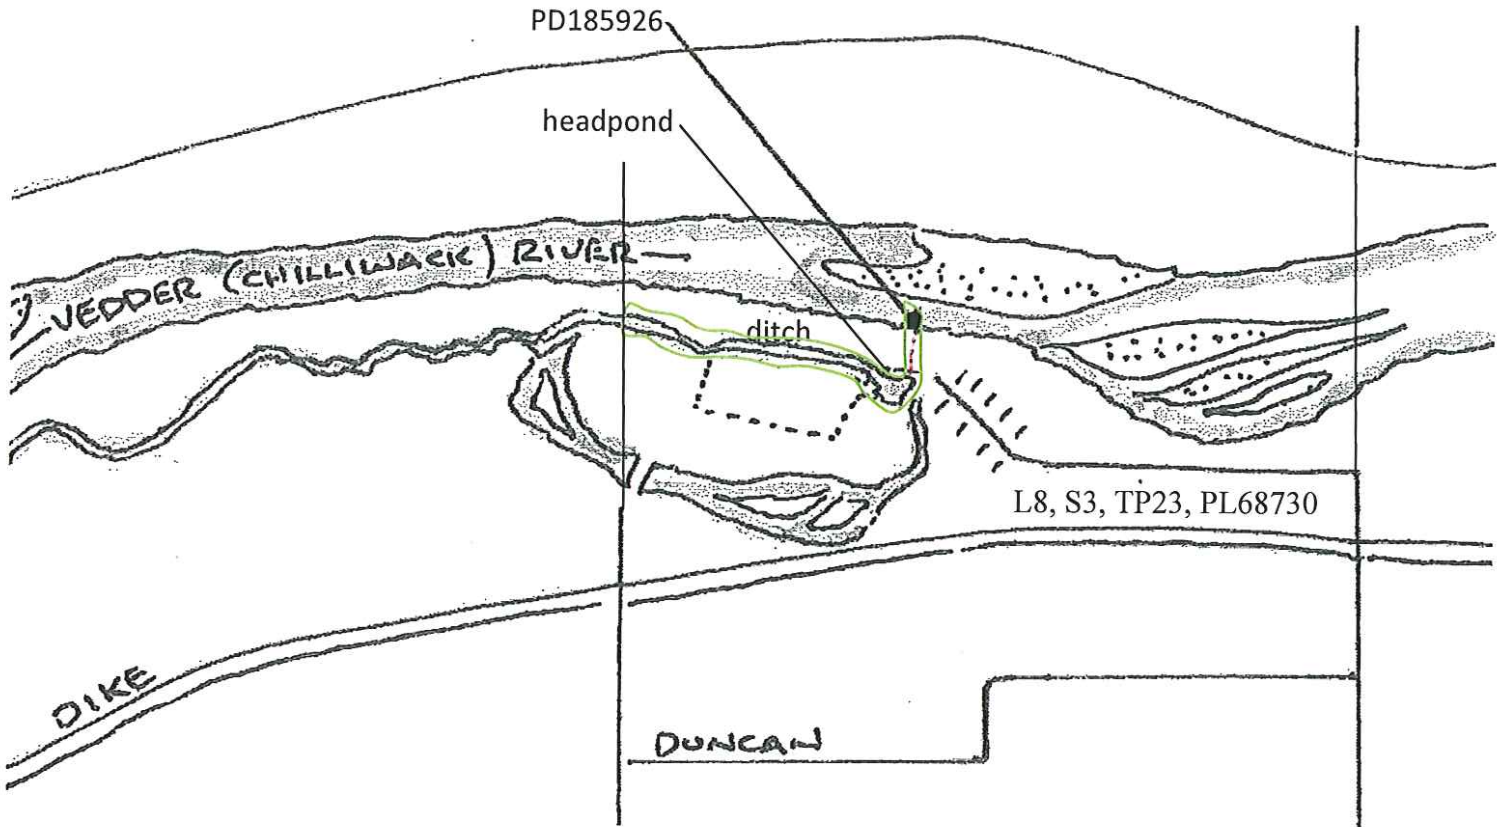 PD185926
headpond
VEDDER (CHILLIWACK) RIVER
ditch
L8, S3, TP23, PL68730
DIKE
DUNCAN